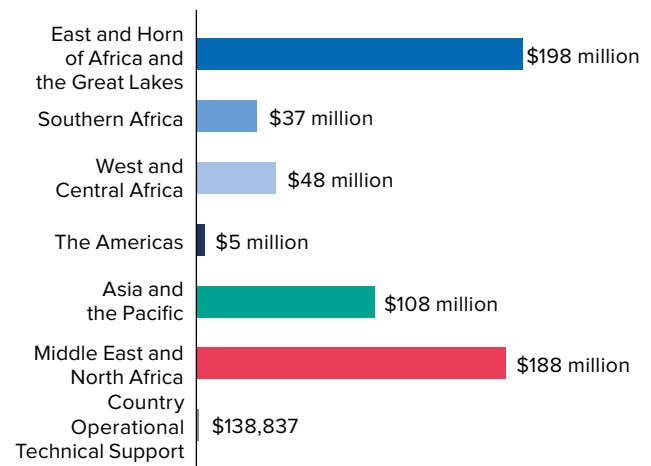 East and Horn
of Africa and
the Great Lakes
$198 million
Southern Africa
$37 million
West and
Central Africa
$48 million
The Americas
$5 million
Asia and
the Pacific
$108 million
Middle East and
North Africa
$188 million
Country
Operational
Technical Support
$138,837